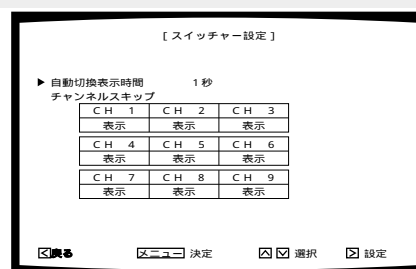 [スイッチャー設定]
▶ 自動切換表示時間 1秒
チャンネルスキップ
CH 1 CH 2 CH 3
表示 表示 表示
CH 4 CH 5 CH 6
表示 表示 表示
CH 7 CH 8 CH 9
表示 表示 表示
<戻る メニュー 決定 ∧ ∨ 選択 > 設定